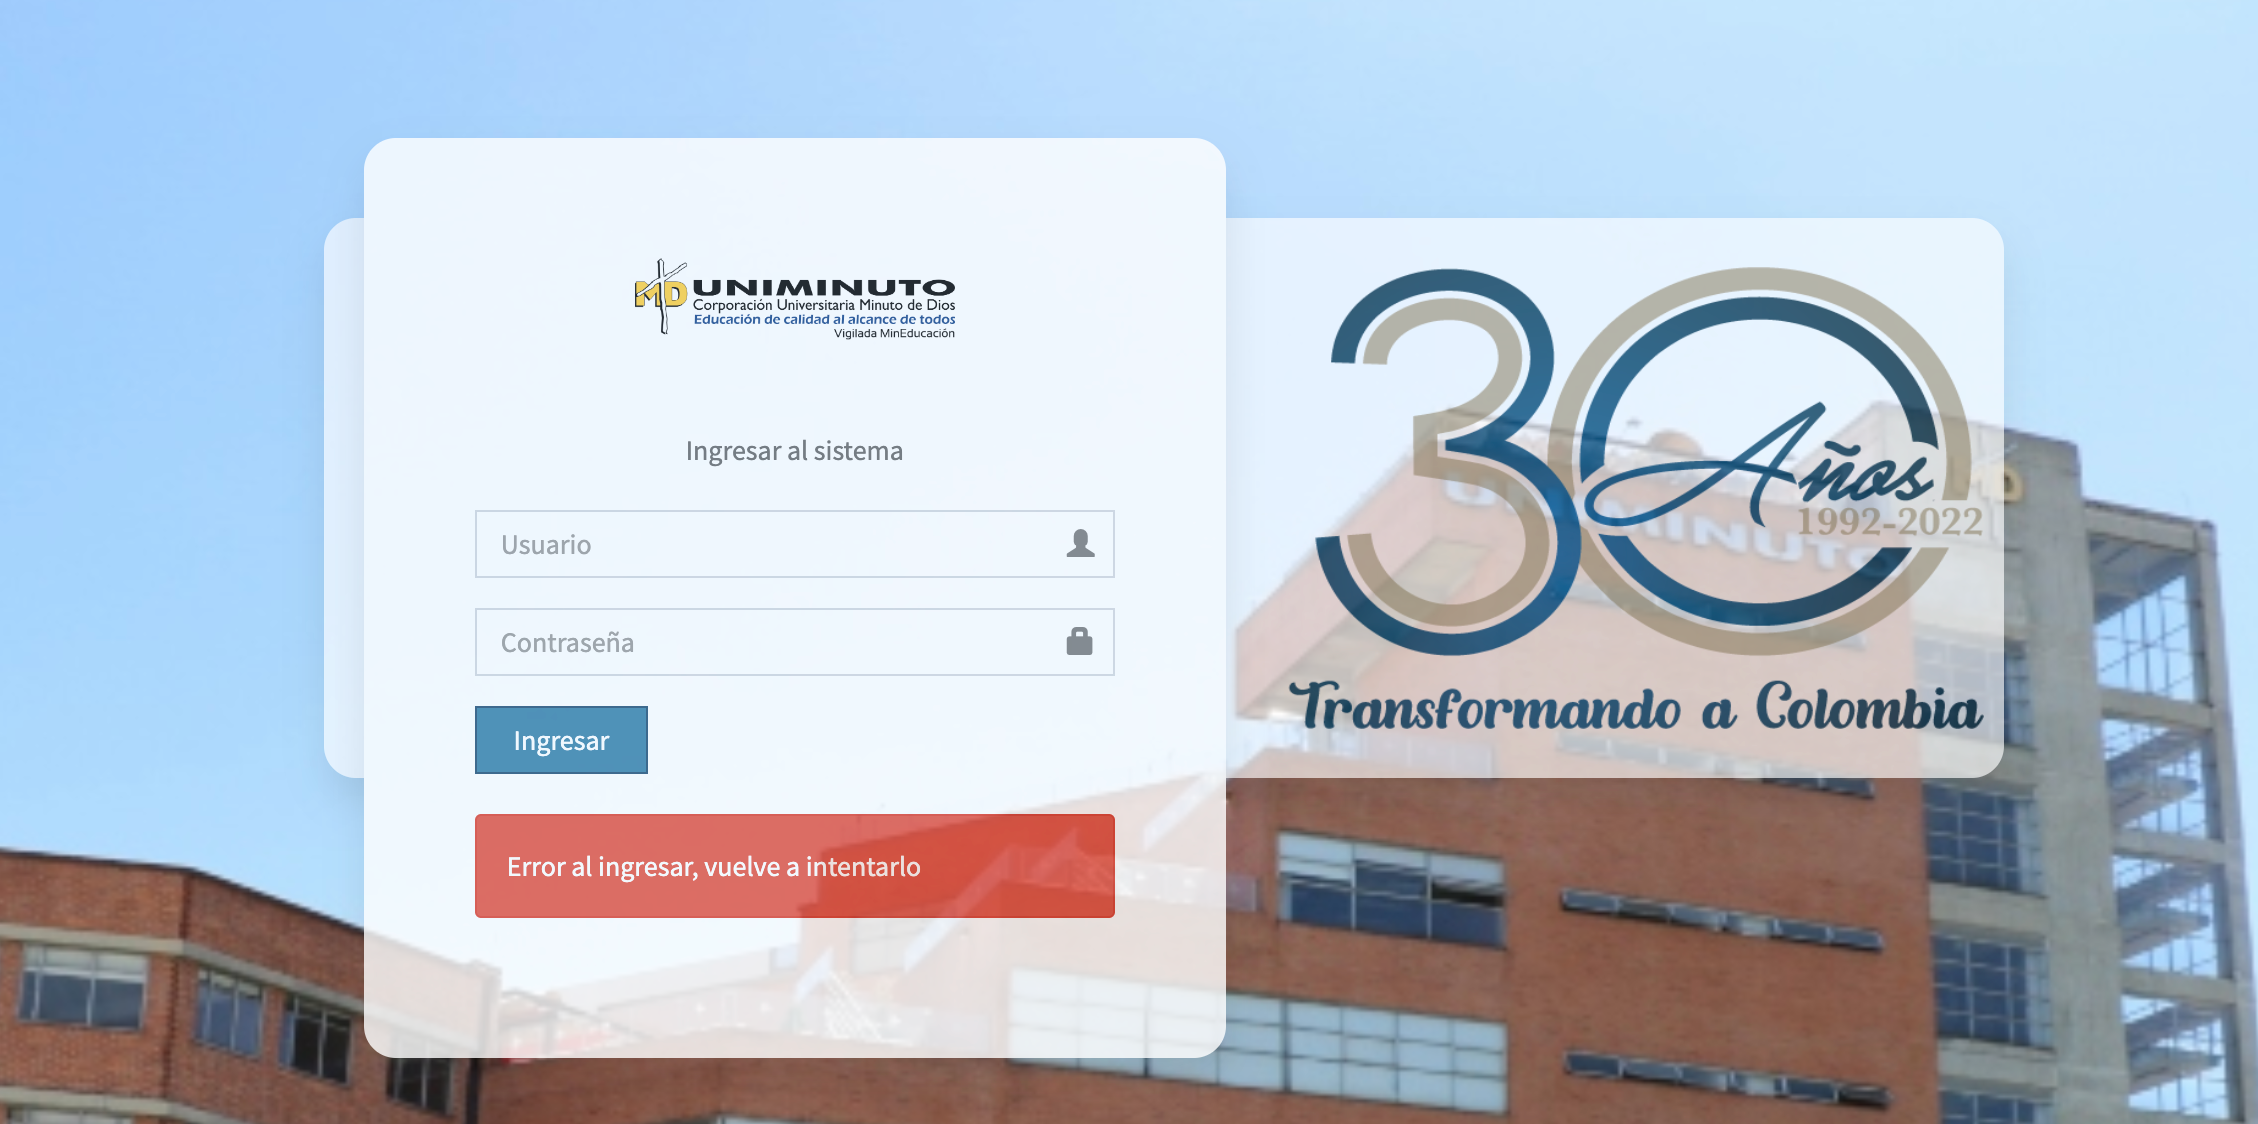 MD UNIMINUTO
Corporación Universitaria Minuto de Dios
Educación de calidad al alcance de todos
Vigilada MinEducación
Ingresar al sistema
Usuario
Contraseña
Ingresar
Error al ingresar, vuelve a intentarlo
30
Años
1992-2022
Transformando a Colombia
UNIMINUTO